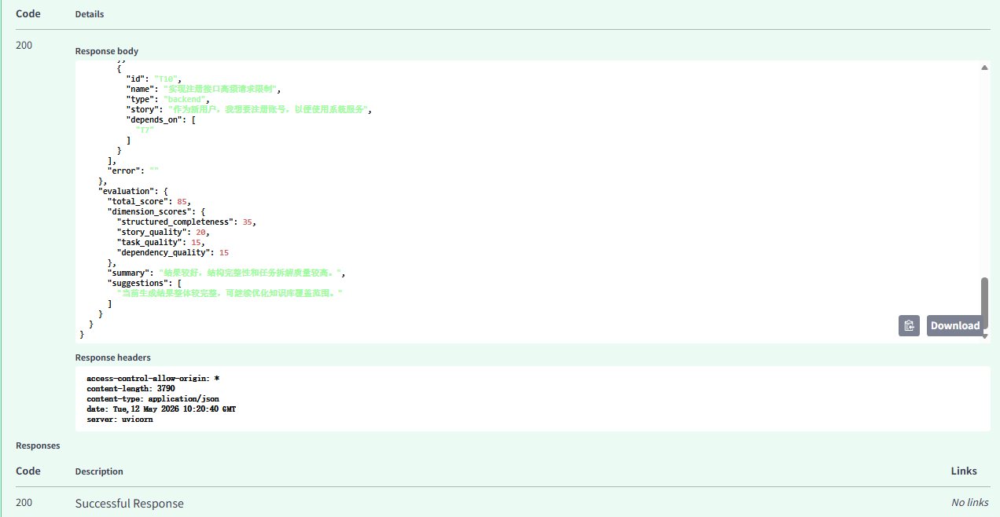 Code Details
200
Response body
},
{
"id": "T10",
"name": "实现注册接口高频请求限制",
"type": "backend",
"story": "作为新用户，我想要注册账号，以便使用系统服务",
"depends_on": [
"T7"
]
}
],
"error": ""
},
"evaluation": {
"total_score": 85,
"dimension_scores": {
"structured_completeness": 35,
"story_quality": 20,
"task_quality": 15,
"dependency_quality": 15
},
"summary": "结果较好，结构完整性和任务拆解质量较高。",
"suggestions": [
"当前生成结果整体较完整，可继续优化知识库覆盖范围。"
]
}
}
}
Download
Response headers
access-control-allow-origin: *
content-length: 3790
content-type: application/json
date: Tue,12 May 2026 10:20:40 GMT
server: uvicorn
Responses
Code Description Links
200 Successful Response No links